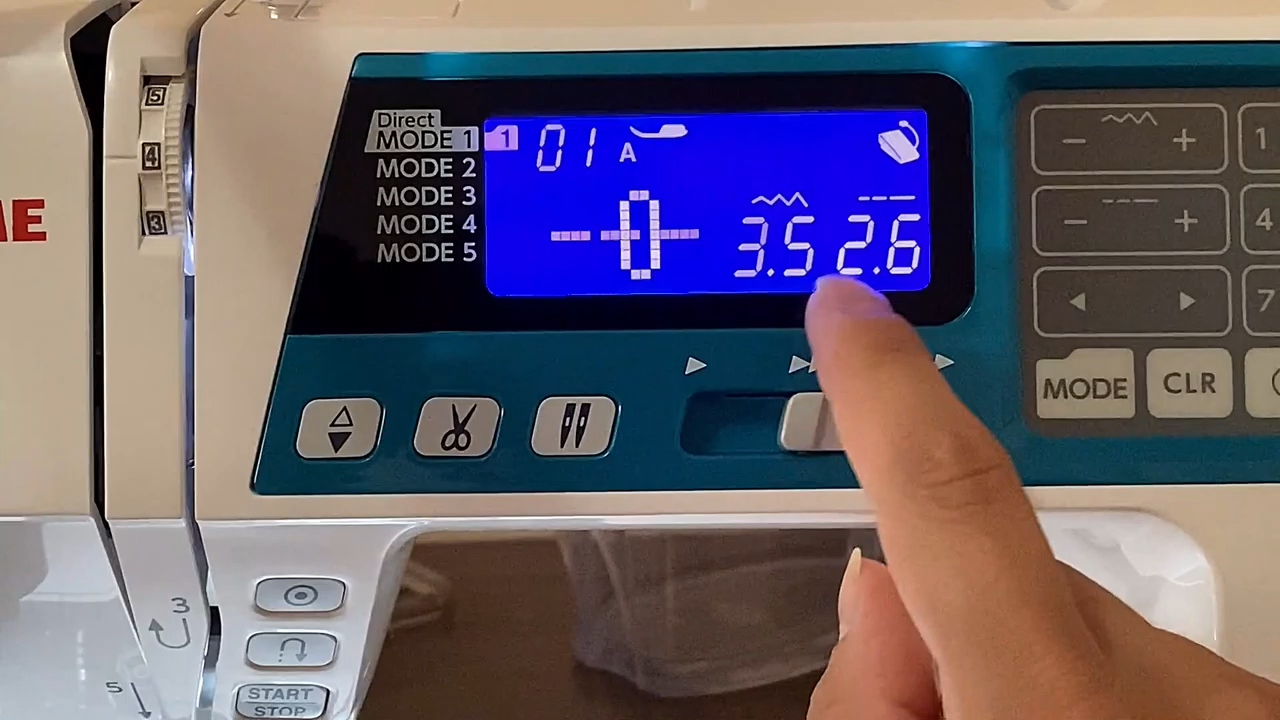 5
4
3
ME
Direct
MODE 1
MODE 2
MODE 3
MODE 4
MODE 5
1
01 A
0
3.5 2.6
- +
- +
1
4
7
MODE
CLR
3
5
START
STOP